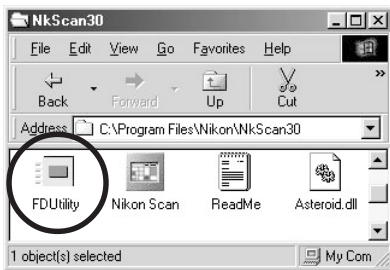 NkScan30
File Edit View Go Favorites Help
Back Forward Up Cut »
Address C:\Program Files\Nikon\NkScan30
FDUtility Nikon Scan ReadMe Asteroid.dll
1 object(s) selected My Com